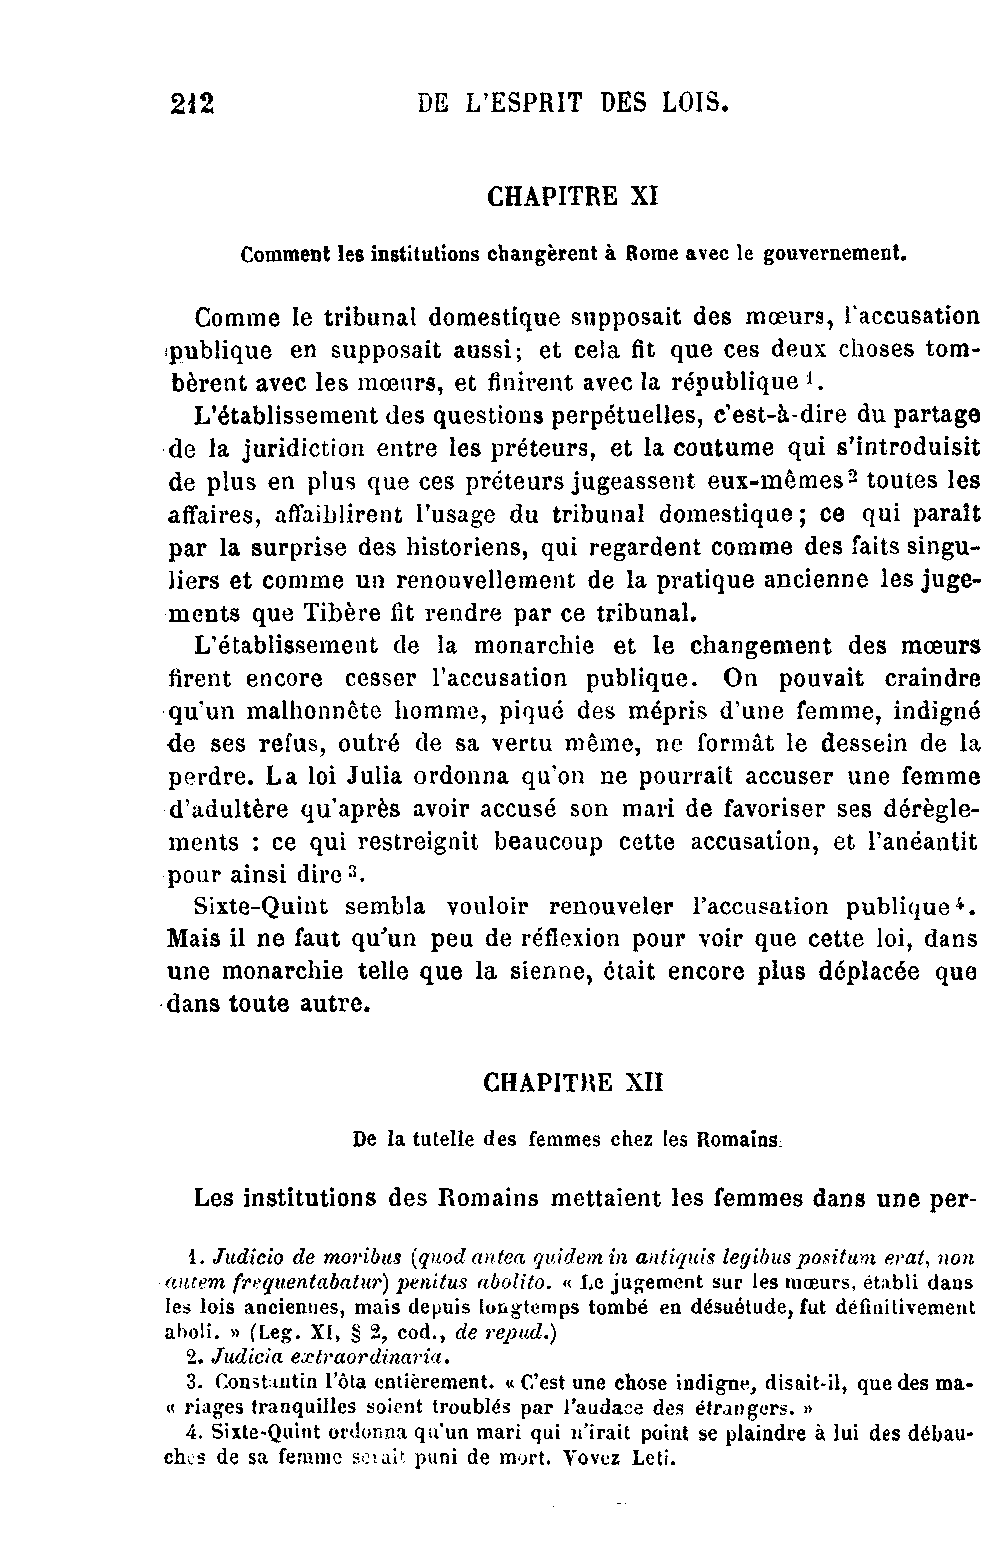 212 DE L'ESPRIT DES LOIS.
CHAPITRE XI
Comment les institutions changèrent à Rome avec le gouvernement.
Comme le tribunal domestique supposait des mœurs, l'accusation
publique en supposait aussi; et cela fit que ces deux choses tom-
bèrent avec les mœurs, et finirent avec la république 1.
L'établissement des questions perpétuelles, c'est-à-dire du partage
de la juridiction entre les préteurs, et la coutume qui s'introduisit
de plus en plus que ces préteurs jugeassent eux-mêmes 2 toutes les
affaires, affaiblirent l'usage du tribunal domestique; ce qui paraît
par la surprise des historiens, qui regardent comme des faits singu-
liers et comme un renouvellement de la pratique ancienne les juge-
ments que Tibère fit rendre par ce tribunal.
L'établissement de la monarchie et le changement des mœurs
firent encore cesser l'accusation publique. On pouvait craindre
qu'un malhonnête homme, piqué des mépris d'une femme, indigné
de ses refus, outré de sa vertu même, ne formât le dessein de la
perdre. La loi Julia ordonna qu'on ne pourrait accuser une femme
d'adultère qu'après avoir accusé son mari de favoriser ses dérègle-
ments : ce qui restreignit beaucoup cette accusation, et l'anéantit
pour ainsi dire 3.
Sixte-Quint sembla vouloir renouveler l'accusation publique 4.
Mais il ne faut qu'un peu de réflexion pour voir que cette loi, dans
une monarchie telle que la sienne, était encore plus déplacée que
dans toute autre.
CHAPITRE XII
De la tutelle des femmes chez les Romains.
Les institutions des Romains mettaient les femmes dans une per-
1. Judicio de moribus (quod antea quidem in antiquis legibus positum erat, non
autem frequentabatur) penitus abolito. « Le jugement sur les mœurs, établi dans
les lois anciennes, mais depuis longtemps tombé en désuétude, fut définitivement
aboli. » (Leg. XI, § 2, cod., de repud.)
2. Judicia extraordinaria.
3. Constantin l'ôta entièrement. « C'est une chose indigne, disait-il, que des ma-
« riages tranquilles soient troublés par l'audace des étrangers. »
4. Sixte-Quint ordonna qu'un mari qui n'irait point se plaindre à lui des débau-
ches de sa femme serait puni de mort. Voyez Leti.